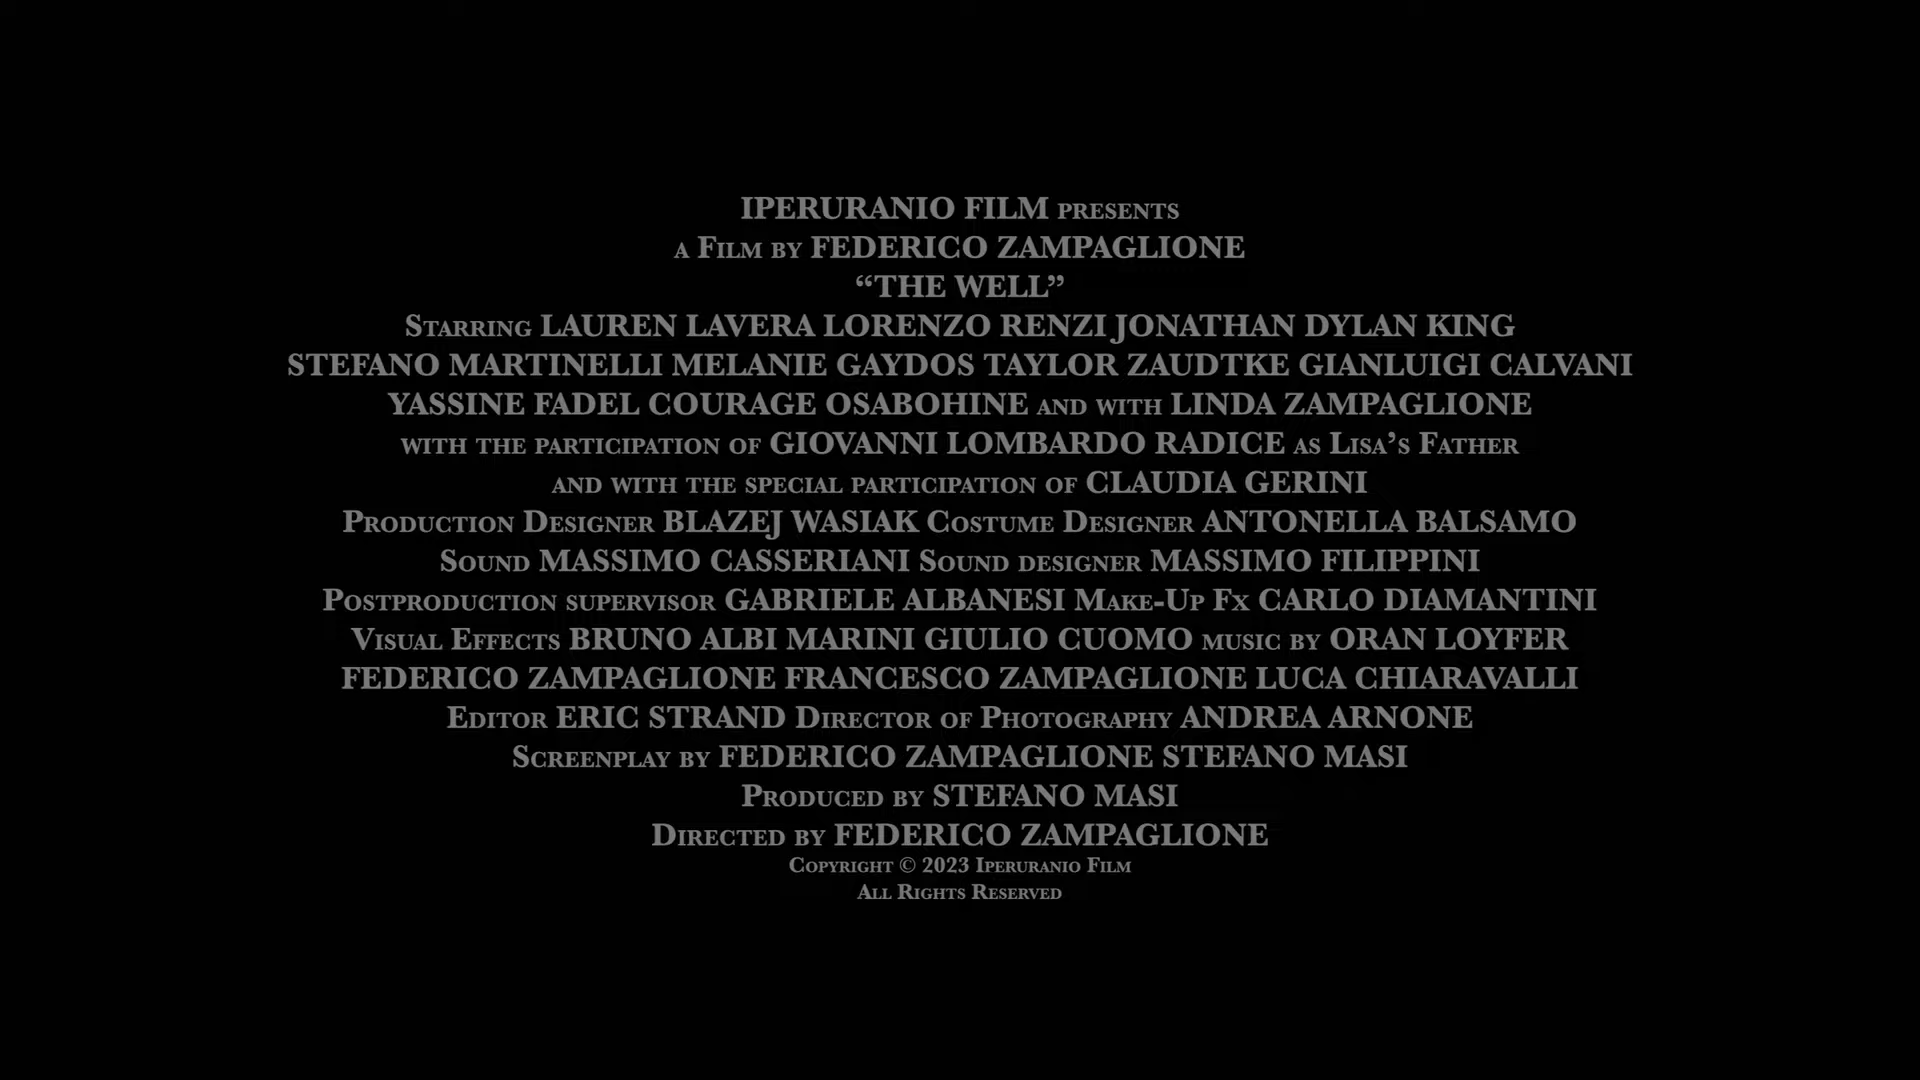 IPERURANIO FILM PRESENTS
A FILM BY FEDERICO ZAMPAGLIONE
“THE WELL”
STARRING LAUREN LAVERA LORENZO RENZI JONATHAN DYLAN KING
STEFANO MARTINELLI MELANIE GAYDOS TAYLOR ZAUDTKE GIANLUIGI CALVANI
YASSINE FADEL COURAGE OSABOHINE AND WITH LINDA ZAMPAGLIONE
WITH THE PARTICIPATION OF GIOVANNI LOMBARDO RADICE AS LISA’S FATHER
AND WITH THE SPECIAL PARTICIPATION OF CLAUDIA GERINI
PRODUCTION DESIGNER BLAZEJ WASIAK COSTUME DESIGNER ANTONELLA BALSAMO
SOUND MASSIMO CASSERIANI SOUND DESIGNER MASSIMO FILIPPINI
POSTPRODUCTION SUPERVISOR GABRIELE ALBANESI MAKE-UP FX CARLO DIAMANTINI
VISUAL EFFECTS BRUNO ALBI MARINI GIULIO CUOMO MUSIC BY ORAN LOYFER
FEDERICO ZAMPAGLIONE FRANCESCO ZAMPAGLIONE LUCA CHIARAVALLI
EDITOR ERIC STRAND DIRECTOR OF PHOTOGRAPHY ANDREA ARNONE
SCREENPLAY BY FEDERICO ZAMPAGLIONE STEFANO MASI
PRODUCED BY STEFANO MASI
DIRECTED BY FEDERICO ZAMPAGLIONE
COPYRIGHT © 2023 IPERURANIO FILM
ALL RIGHTS RESERVED